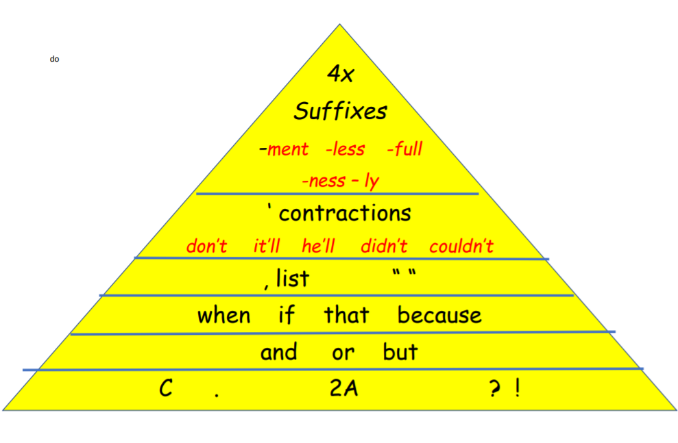 do
4x
Suffixes
-ment -less -full
-ness – ly
‘ contractions
don’t it’ll he’ll didn’t couldn’t
, list “ “
when if that because
and or but
C . 2A ? !